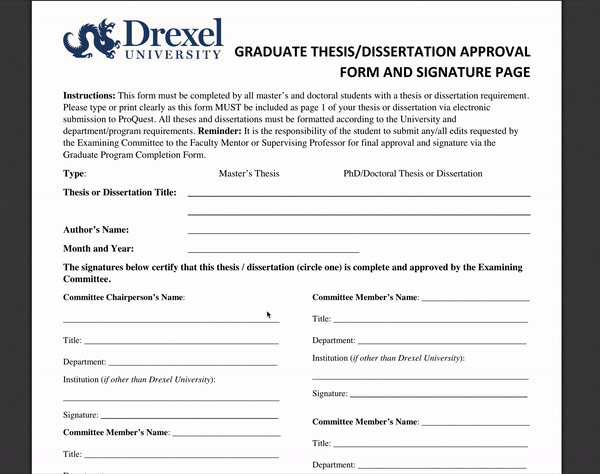 Drexel
UNIVERSITY
GRADUATE THESIS/DISSERTATION APPROVAL
FORM AND SIGNATURE PAGE
Instructions: This form must be completed by all master's and doctoral students with a thesis or dissertation requirement.
Please type or print clearly as this form MUST be included as page 1 of your thesis or dissertation via electronic
submission to ProQuest. All theses and dissertations must be formatted according to the University and
department/program requirements. Reminder: It is the responsibility of the student to submit any/all edits requested by
the Examining Committee to the Faculty Mentor or Supervising Professor for final approval and signature via the
Graduate Program Completion Form.
Type: Master's Thesis PhD/Doctoral Thesis or Dissertation
Thesis or Dissertation Title:
Author's Name:
Month and Year:
The signatures below certify that this thesis / dissertation (circle one) is complete and approved by the Examining
Committee.
Committee Chairperson's Name:
Title:
Department:
Institution (if other than Drexel University):
Signature:
Committee Member's Name:
Title:
Committee Member's Name:
Title:
Department:
Institution (if other than Drexel University):
Signature:
Committee Member's Name:
Title:
Department: